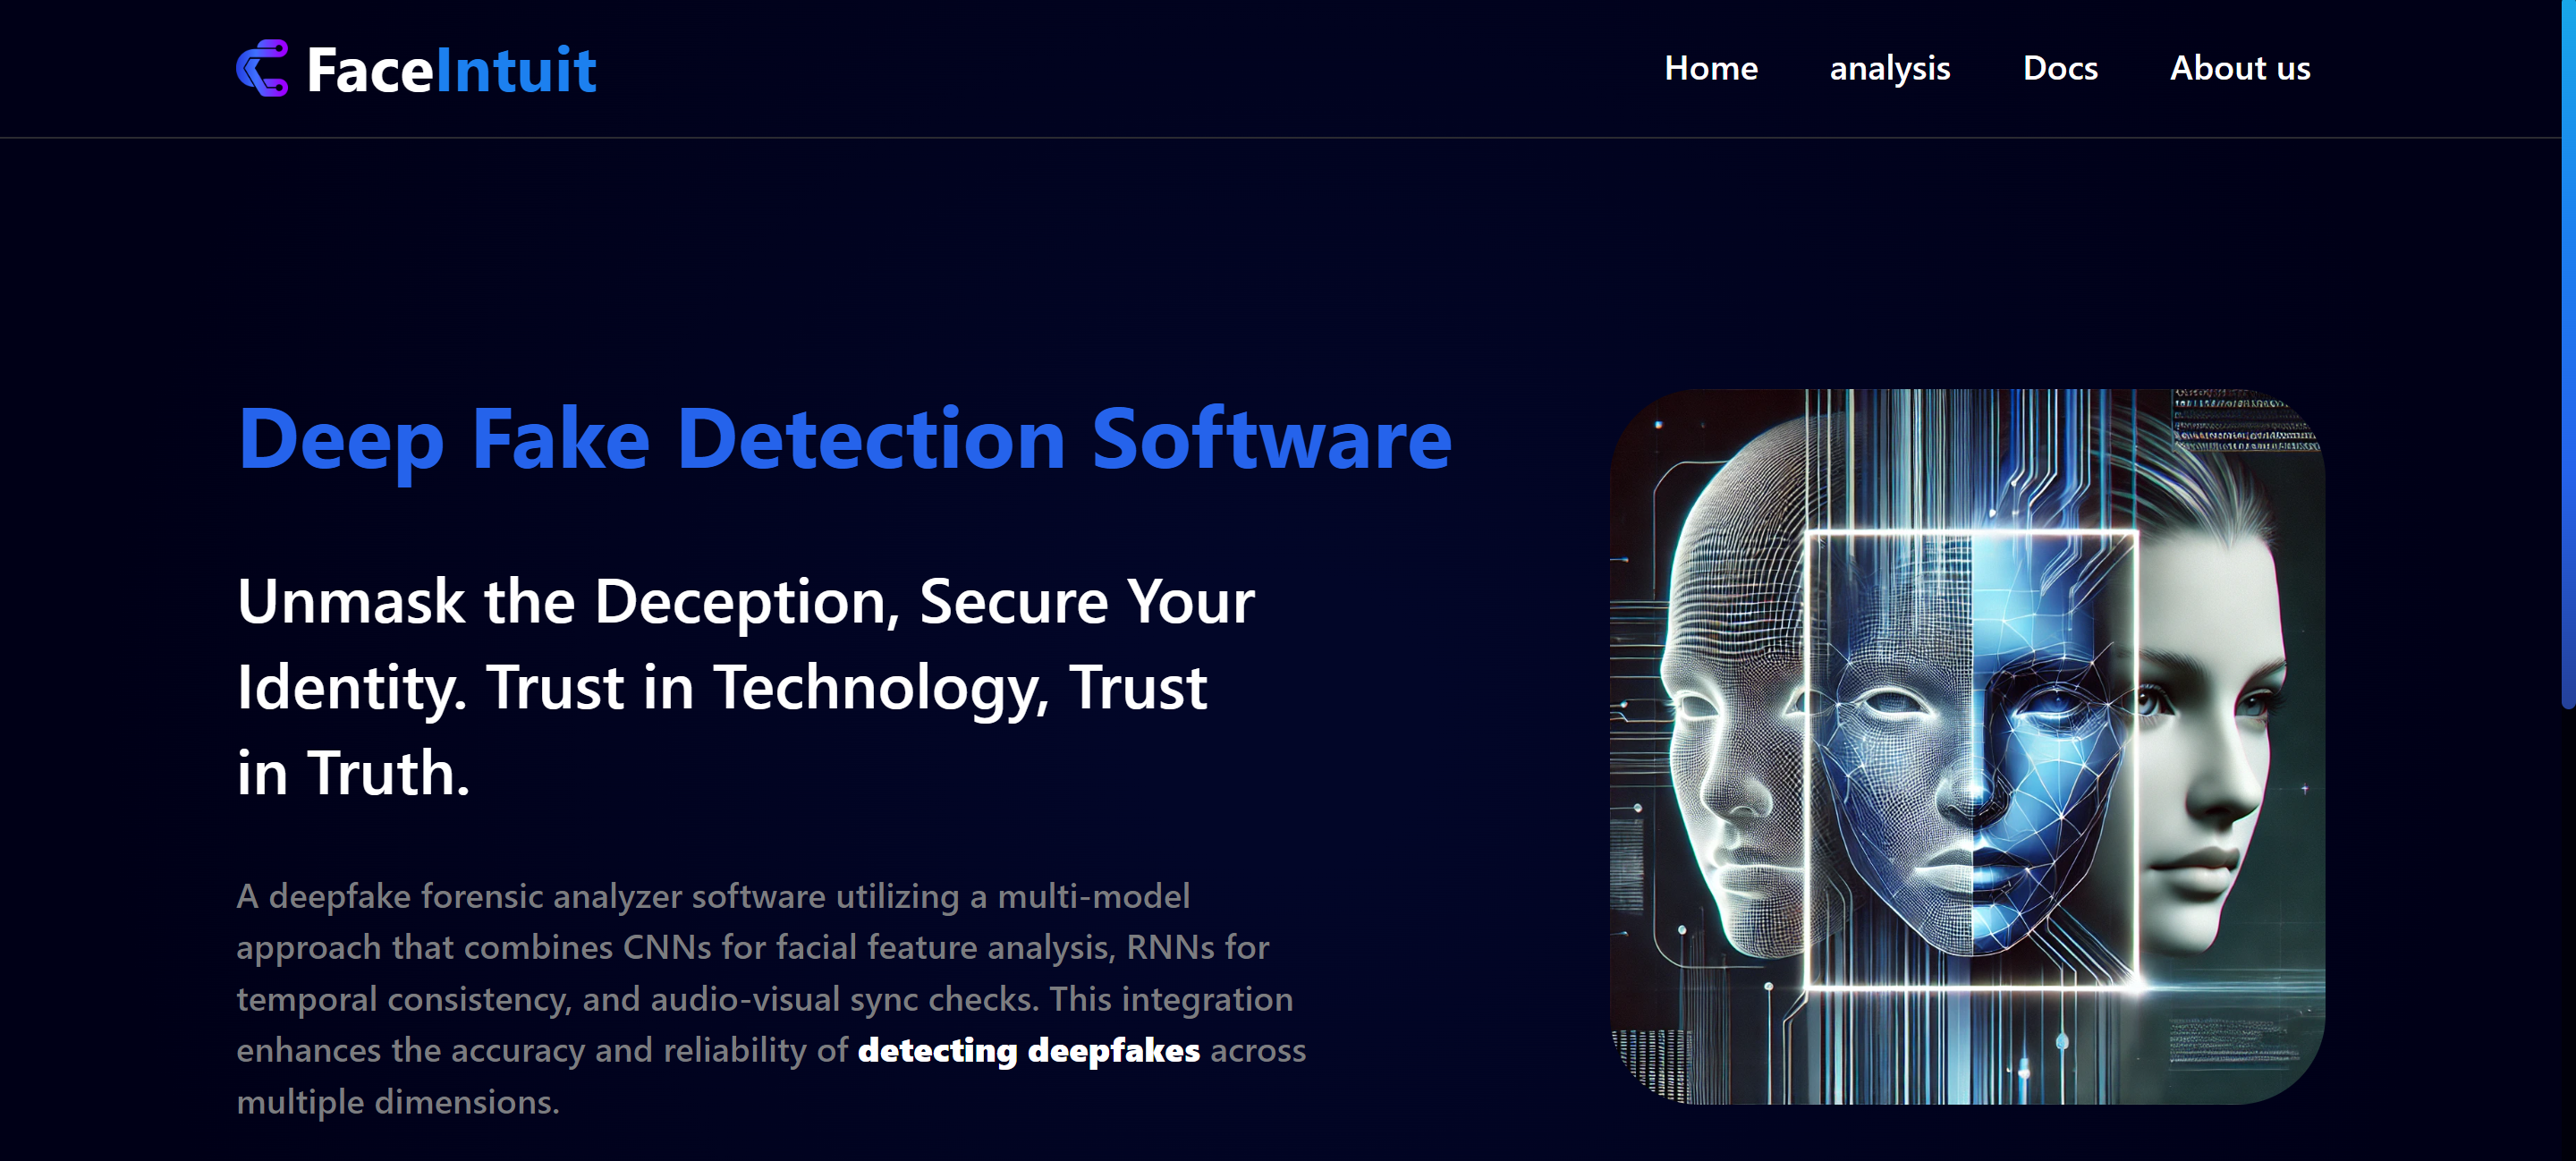 FaceIntuit
Home analysis Docs About us
Deep Fake Detection Software
Unmask the Deception, Secure Your
Identity. Trust in Technology, Trust
in Truth.
A deepfake forensic analyzer software utilizing a multi-model
approach that combines CNNs for facial feature analysis, RNNs for
temporal consistency, and audio-visual sync checks. This integration
enhances the accuracy and reliability of detecting deepfakes across
multiple dimensions.